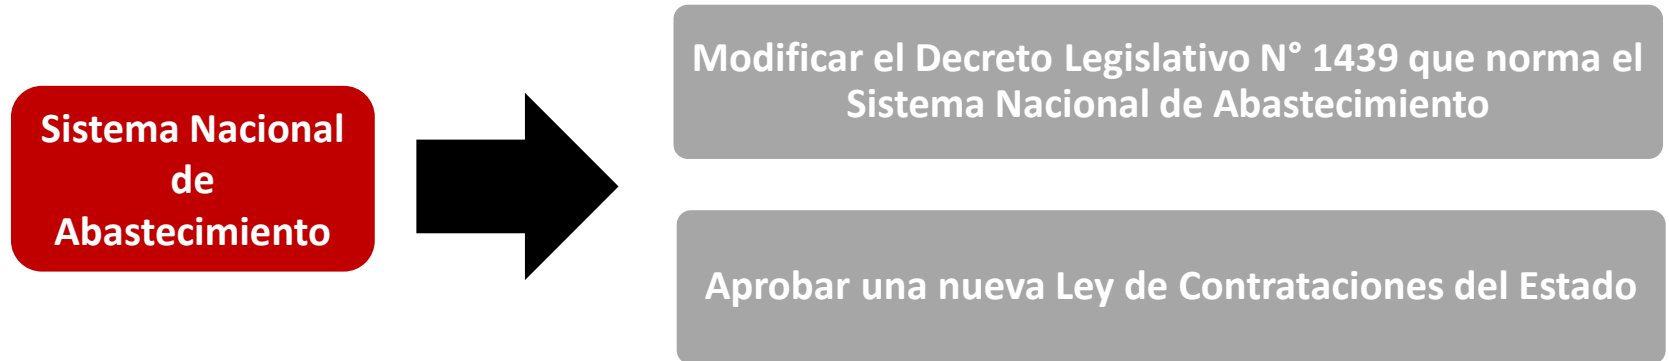 Sistema Nacional
de
Abastecimiento
Modificar el Decreto Legislativo N° 1439 que norma el
Sistema Nacional de Abastecimiento
Aprobar una nueva Ley de Contrataciones del Estado